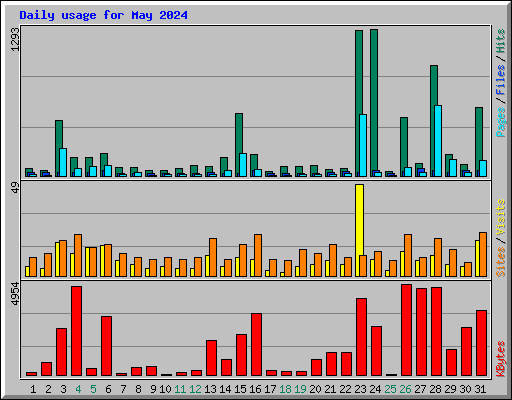 Daily usage for May 2024
1293
Pages / Files / Hits
49
Sites / Visits
4954
KBytes
1 2 3 4 5 6 7 8 9 10 11 12 13 14 15 16 17 18 19 20 21 22 23 24 25 26 27 28 29 30 31